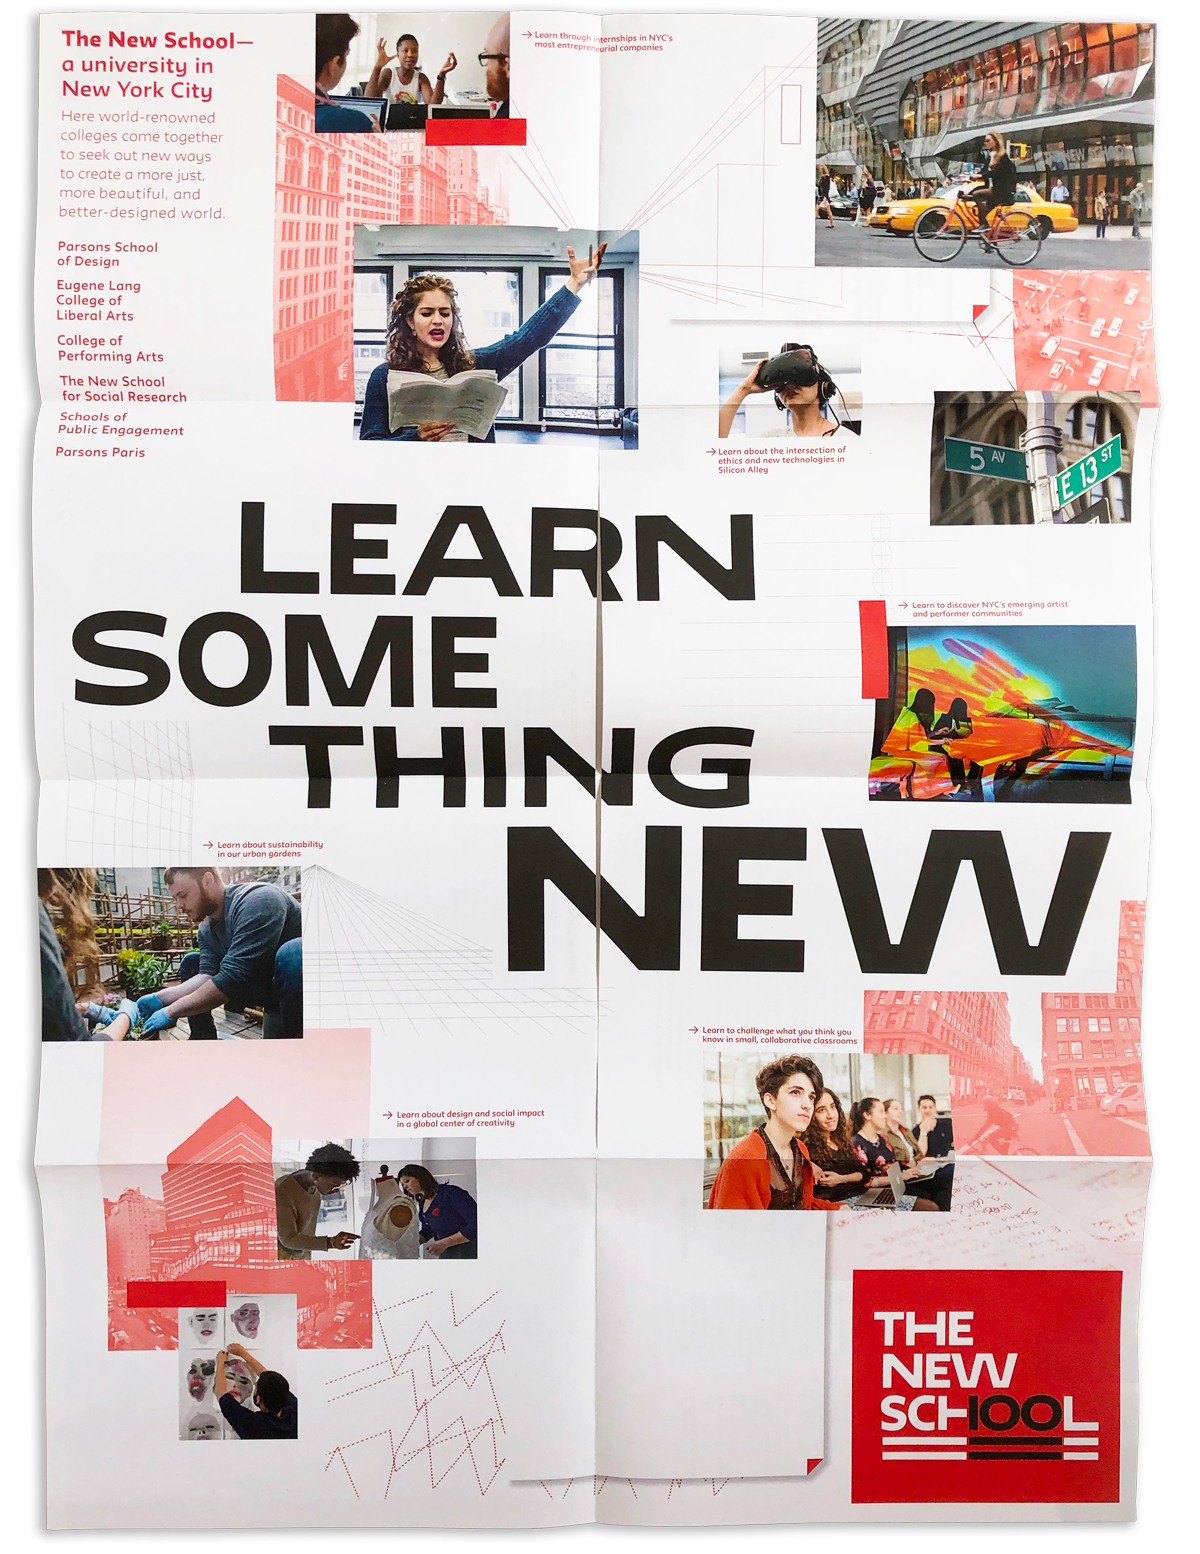 The New School—
a university in
New York City
Here world-renowned
colleges come together
to seek out new ways
to create a more just,
more beautiful, and
better-designed world.
Parsons School
of Design
Eugene Lang
College of
Liberal Arts
College of
Performing Arts
The New School
for Social Research
Schools of
Public Engagement
Parsons Paris
→ Learn through internships in NYC's
most entrepreneurial companies
NEW SCHOOL
→ Learn about the intersection of
ethics and new technologies in
Silicon Alley
5 AV
E 13 ST
LEARN
SOME
THING
NEW
→ Learn to discover NYC's emerging artist
and performer communities
→ Learn about sustainability
in our urban gardens
→ Learn to challenge what you think you
know in small, collaborative classrooms
→ Learn about design and social impact
in a global center of creativity
THE
NEW
SCH100L